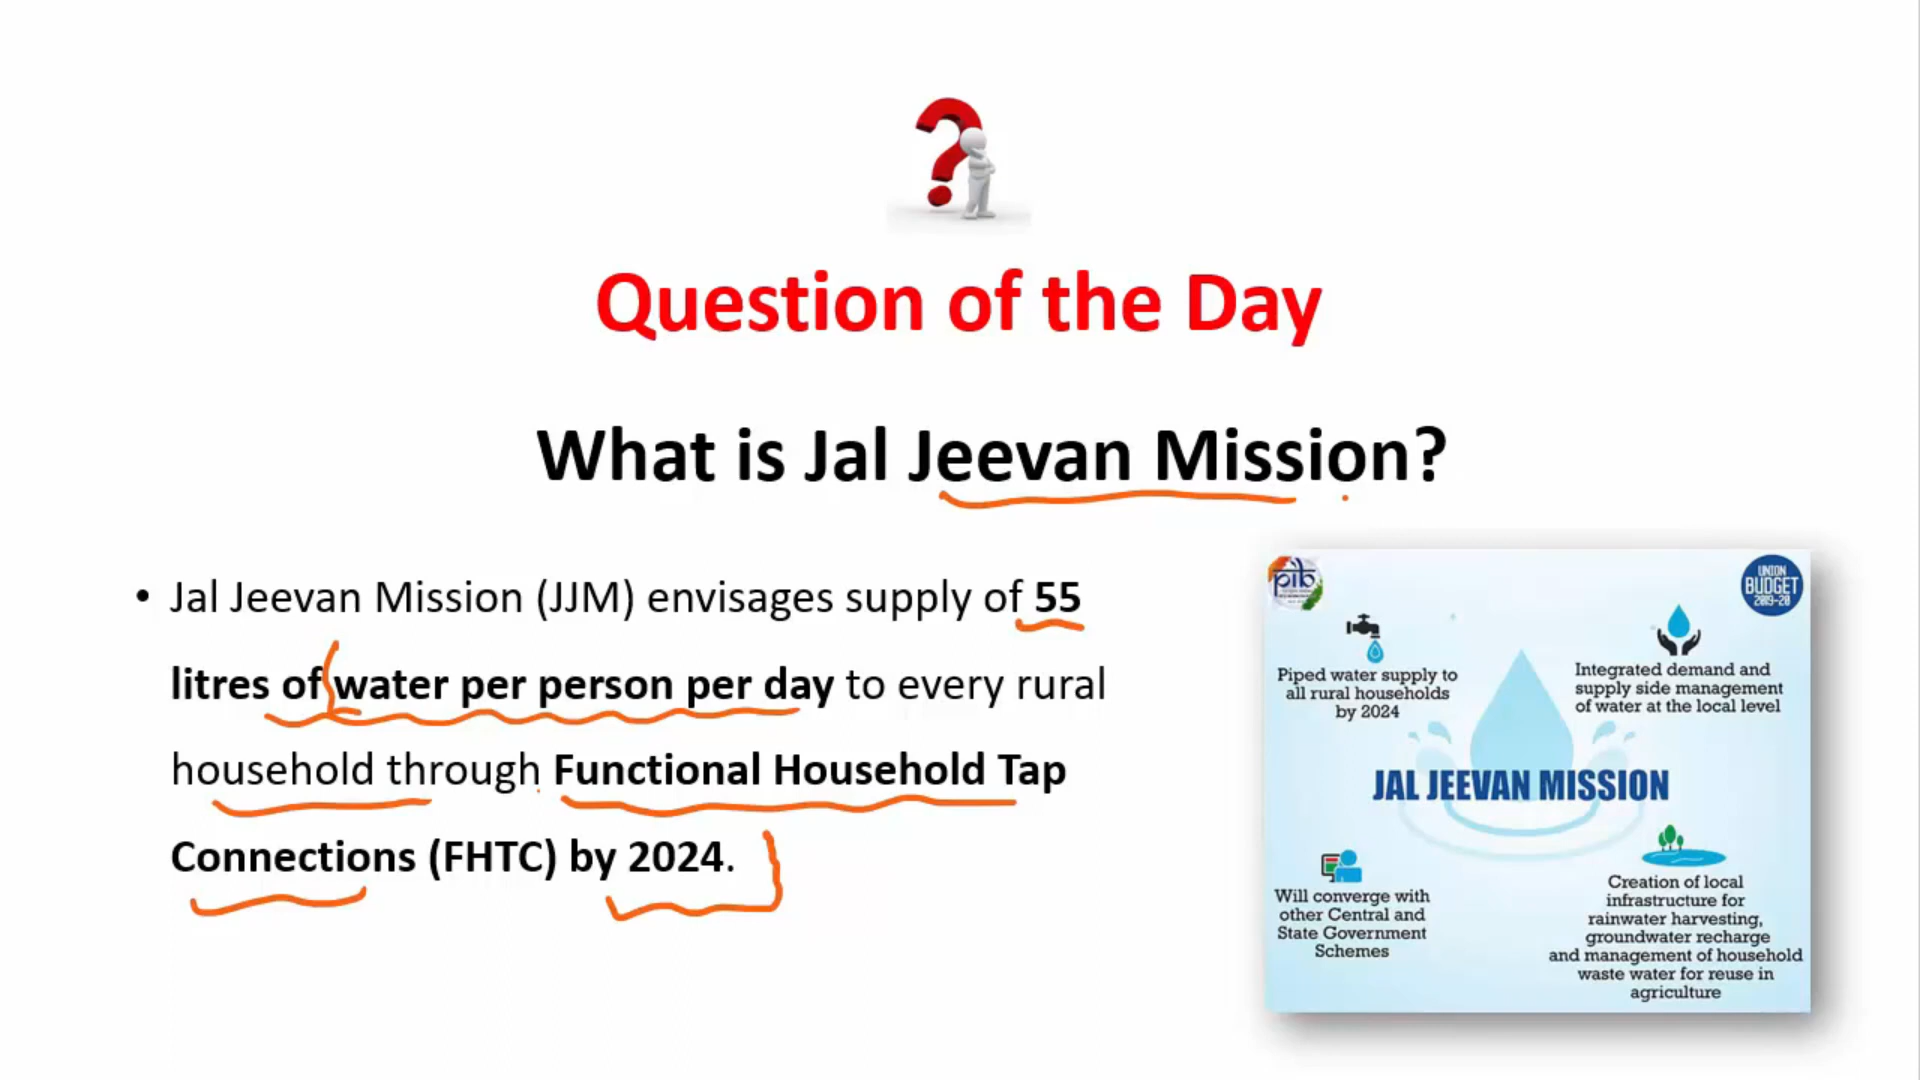 Question of the Day
What is Jal Jeevan Mission?
• Jal Jeevan Mission (JJM) envisages supply of 55
litres of water per person per day to every rural
household through Functional Household Tap
Connections (FHTC) by 2024.
pib
UNION
BUDGET
2019-20
Piped water supply to
all rural households
by 2024
Integrated demand and
supply side management
of water at the local level
JAL JEEVAN MISSION
Will converge with
other Central and
State Government
Schemes
Creation of local
infrastructure for
rainwater harvesting,
groundwater recharge
and management of household
waste water for reuse in
agriculture